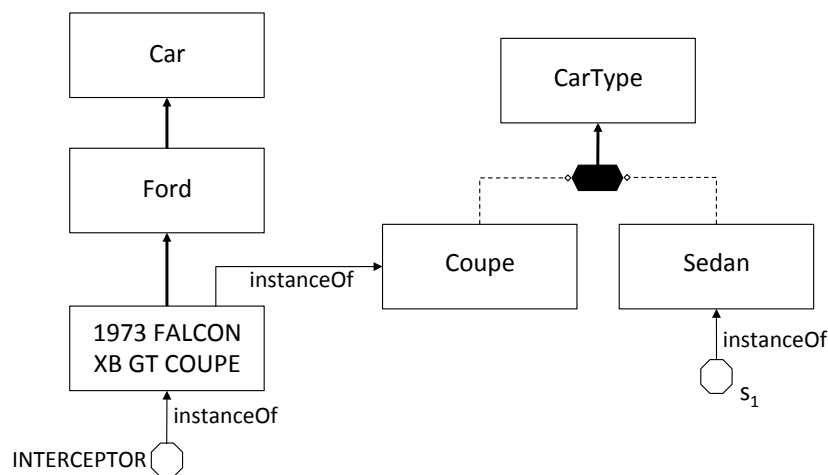 Car
CarType
Ford
Coupe
Sedan
instanceOf
1973 FALCON
XB GT COUPE
instanceOf
s1
instanceOf
INTERCEPTOR